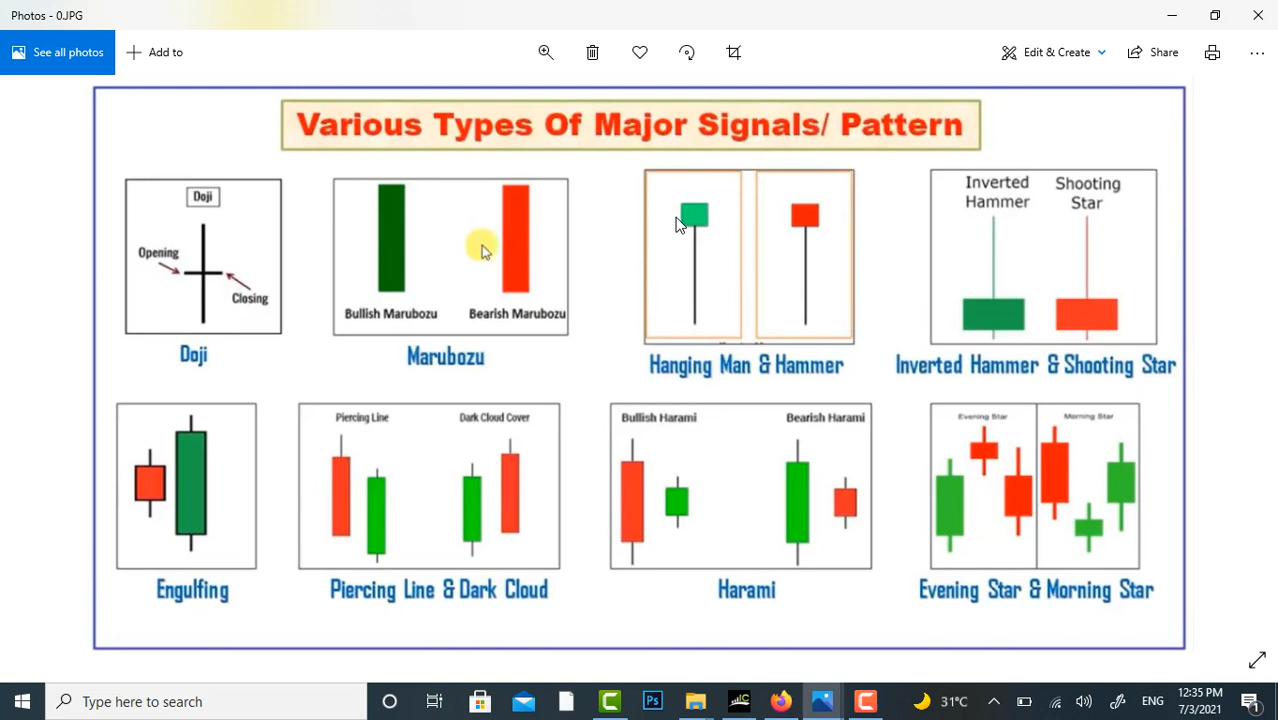 Photos - 0.JPG
See all photos
Add to
Edit & Create
Share
Various Types Of Major Signals/ Pattern
Doji
Opening
Closing
Doji
Bullish Marubozu
Bearish Marubozu
Marubozu
Hanging Man & Hammer
Inverted
Hammer
Shooting
Star
Inverted Hammer & Shooting Star
Engulfing
Piercing Line
Dark Cloud Cover
Piercing Line & Dark Cloud
Bullish Harami
Bearish Harami
Harami
Evening Star
Morning Star
Evening Star & Morning Star
Type here to search
Ps
31°C
ENG
12:35 PM
7/3/2021
1